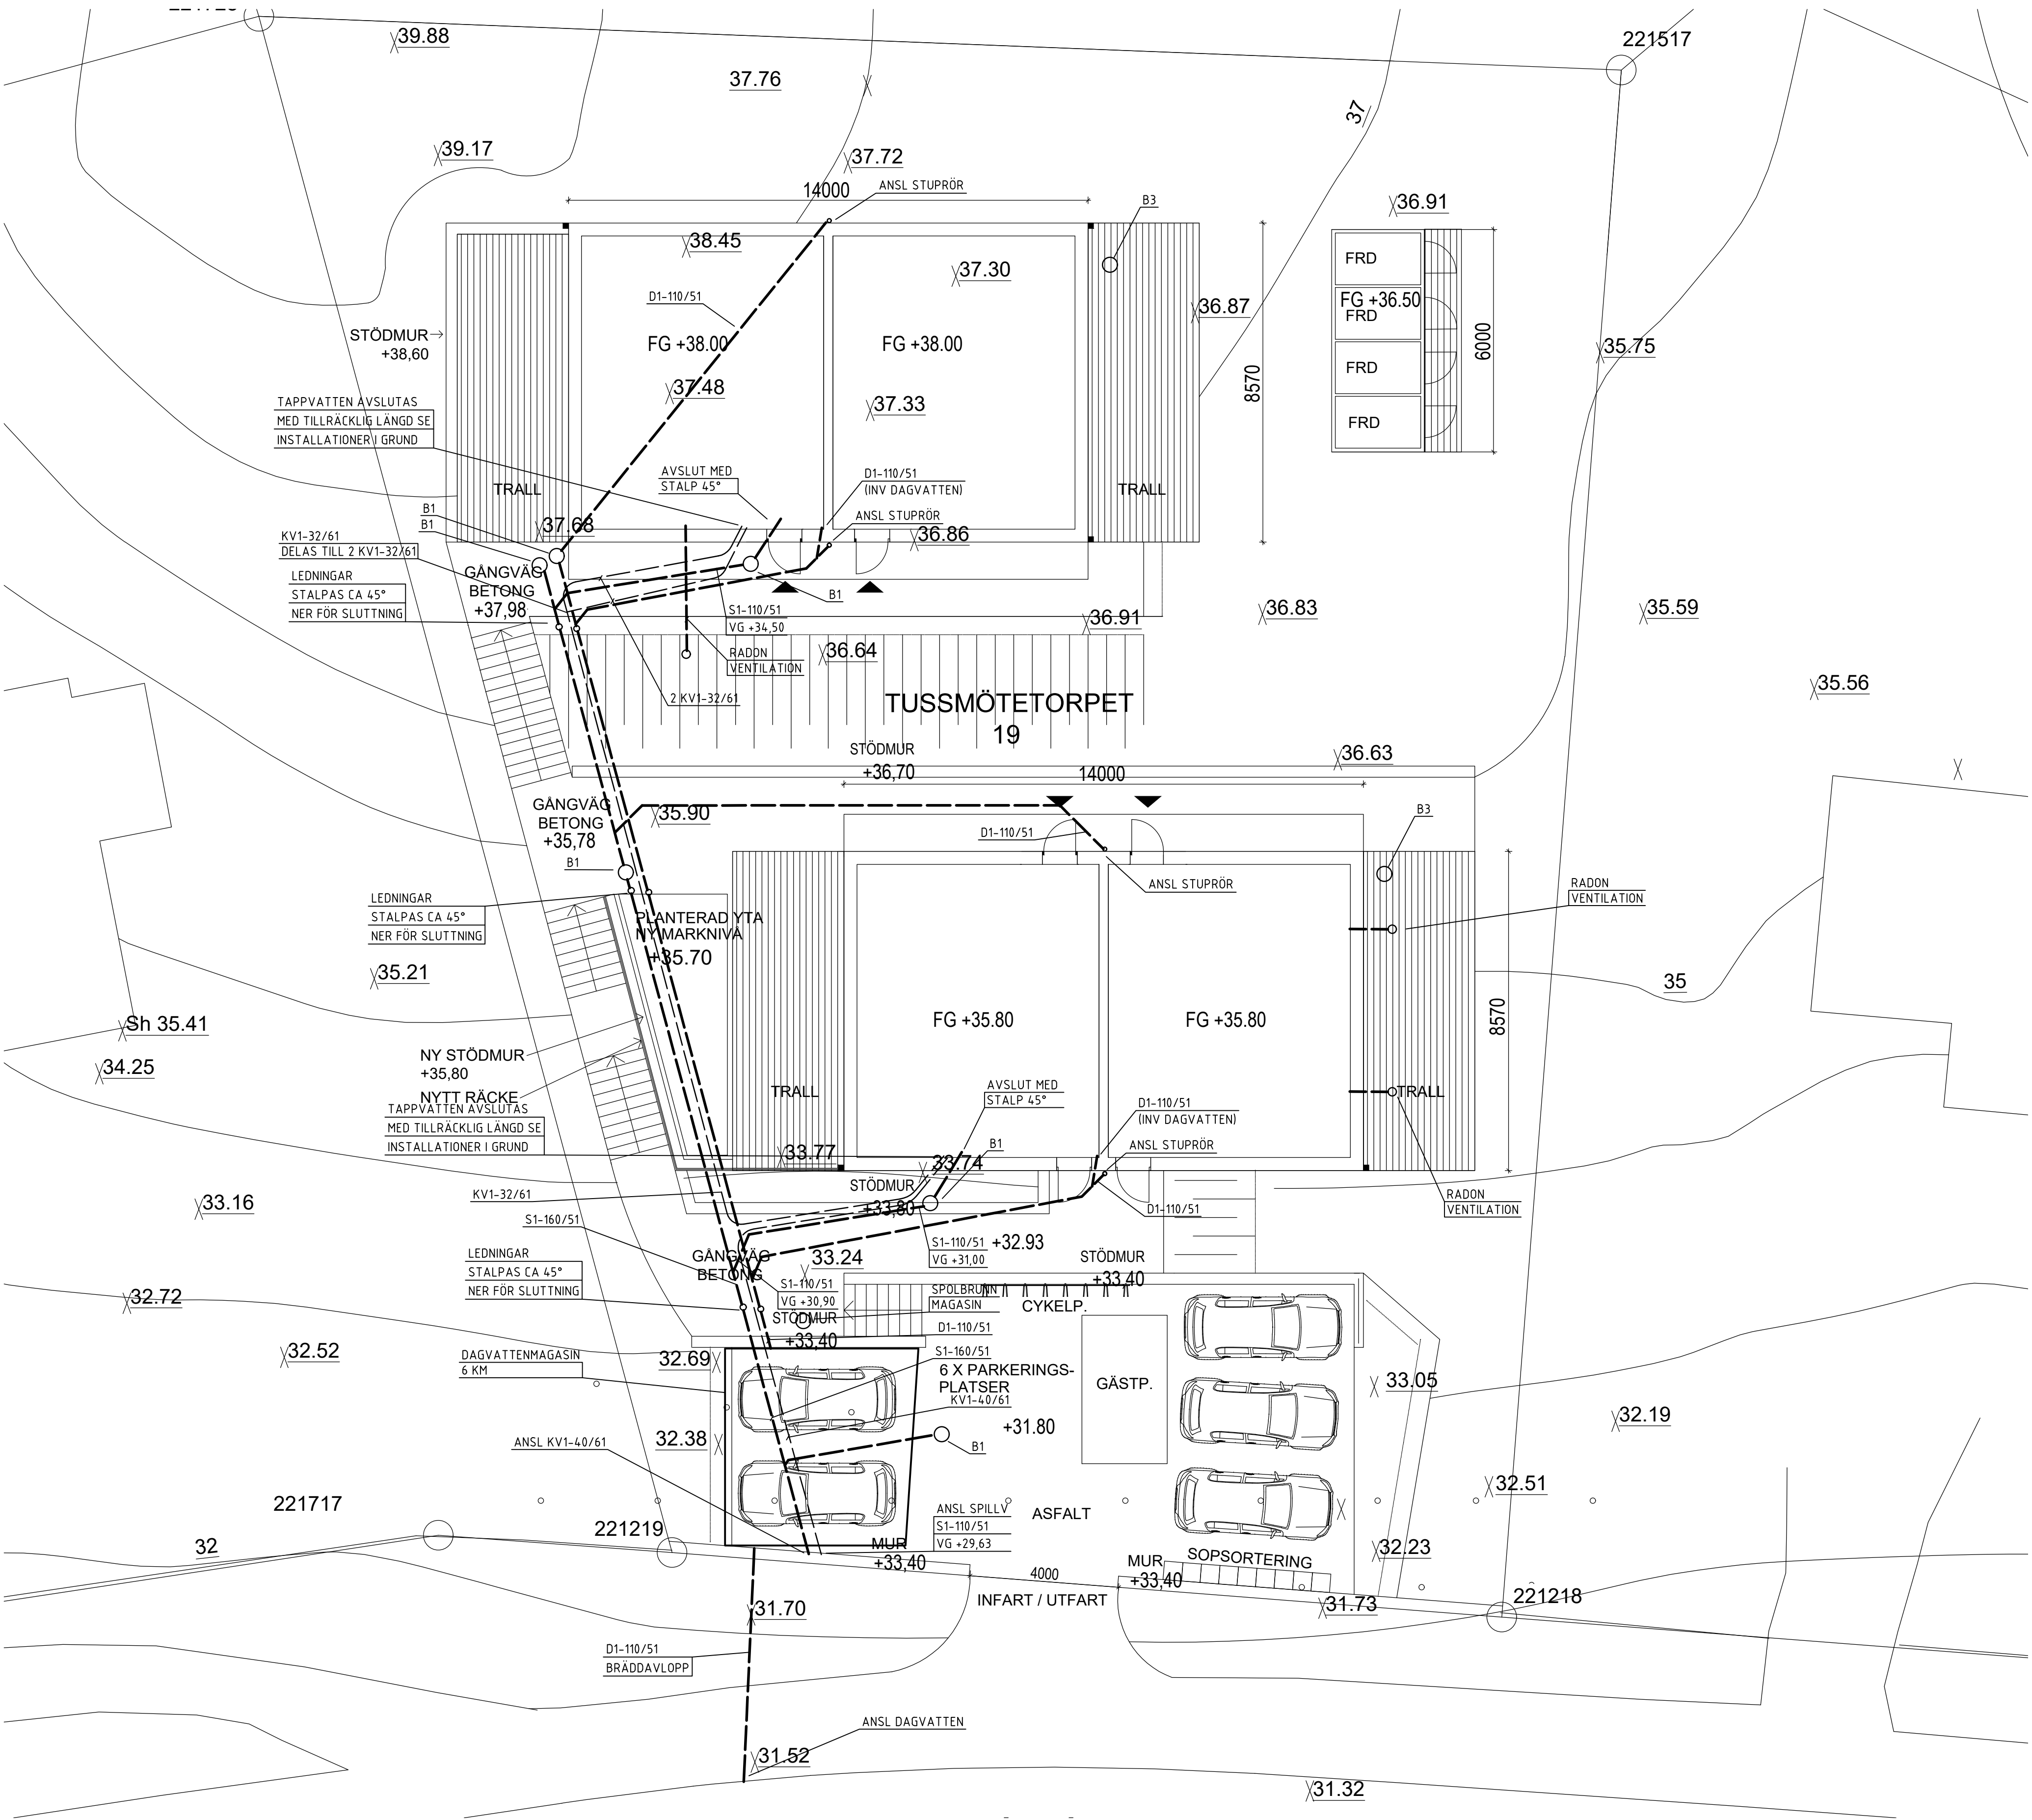 39.88
221517
37.76
37
39.17
37.72
14000
ANSL STUPRÖR
B3
36.91
38.45
37.30
FRD
D1-110/51
FG +36.50
FRD
36.87
STÖDMUR
+38,60
FG +38.00
FG +38.00
6000
35.75
FRD
8570
37.48
37.33
TAPPVATTEN AVSLUTAS
MED TILLRÄCKLIG LÄNGD SE
INSTALLATIONER I GRUND
FRD
AVSLUT MED
STALP 45°
D1-110/51
(INV DAGVATTEN)
TRALL
TRALL
B1
B1
37.68
ANSL STUPRÖR
36.86
KV1-32/61
DELAS TILL 2 KV1-32/61
LEDNINGAR
STALPAS CA 45°
NER FÖR SLUTTNING
GÅNGVÄG
BETONG
+37,98
B1
S1-110/51
VG +34,50
36.91
36.83
35.59
RADON
VENTILATION
36.64
2 KV1-32/61
TUSSMÖTETORPET
19
35.56
STÖDMUR
+36,70
36.63
14000
GÅNGVÄG
BETONG
+35,78
35.90
D1-110/51
B3
B1
ANSL STUPRÖR
RADON
VENTILATION
LEDNINGAR
STALPAS CA 45°
NER FÖR SLUTTNING
PLANTERAD YTA
NY MARKNIVÅ
+35.70
35.21
35
Sh 35.41
FG +35.80
FG +35.80
8570
34.25
NY STÖDMUR
+35,80
NYTT RÄCKE
TRALL
AVSLUT MED
STALP 45°
TRALL
TAPPVATTEN AVSLUTAS
MED TILLRÄCKLIG LÄNGD SE
INSTALLATIONER I GRUND
D1-110/51
(INV DAGVATTEN)
B1
ANSL STUPRÖR
33.77
33.74
STÖDMUR
+33,80
KV1-32/61
33.16
RADON
VENTILATION
D1-110/51
S1-160/51
S1-110/51
VG +31,00
+32.93
LEDNINGAR
STALPAS CA 45°
NER FÖR SLUTTNING
GÅNGVÄG
BETONG
33.24
STÖDMUR
+33,40
S1-110/51
VG +30,90
SPOLBRUNN
MAGASIN
32.72
CYKELP.
STÖDMUR
+33,40
D1-110/51
32.52
DAGVATTENMAGASIN
6 KM
32.69
S1-160/51
6 X PARKERINGS-
PLATSER
KV1-40/61
GÄSTP.
33.05
+31.80
32.19
32.38
ANSL KV1-40/61
B1
32.51
221717
ANSL SPILLV
S1-110/51
VG +29,63
ASFALT
221219
32
MUR
+33,40
32.23
MUR
+33,40
SOPSORTERING
4000
INFART / UTFART
221218
31.70
31.73
D1-110/51
BRÄDDAVLOPP
ANSL DAGVATTEN
31.52
31.32